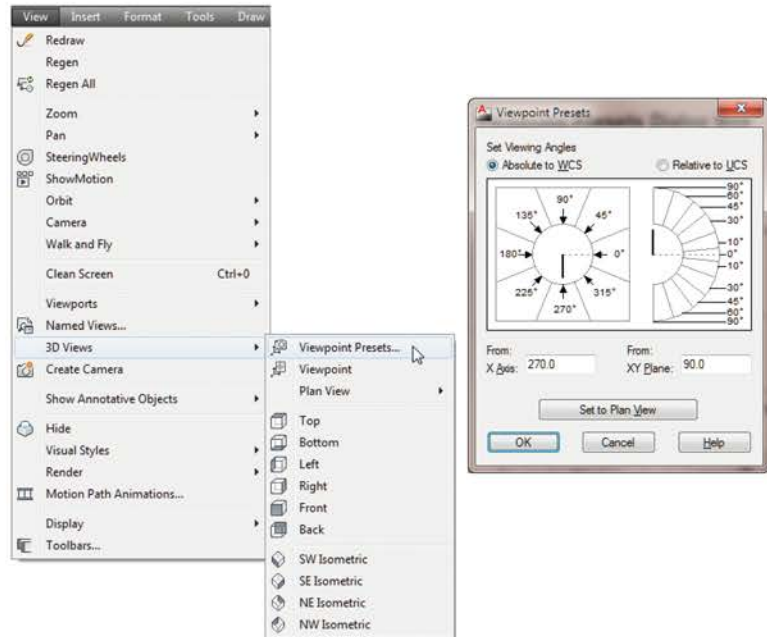 View Insert Format Tools Draw
Redraw
Regen
Regen All
Zoom
Pan
SteeringWheels
ShowMotion
Orbit
Camera
Walk and Fly
Clean Screen Ctrl+0
Viewports
Named Views...
3D Views
Create Camera
Show Annotative Objects
Hide
Visual Styles
Render
Motion Path Animations...
Display
Toolbars...
Viewpoint Presets...
Viewpoint
Plan View
Top
Bottom
Left
Right
Front
Back
SW Isometric
SE Isometric
NE Isometric
NW Isometric
Viewpoint Presets
Set Viewing Angles
Absolute to WCS Relative to UCS
90°
135° 45°
180° 0°
225° 315°
270°
90°
60°
45°
30°
10°
0°
10°
30°
45°
60°
90°
From: From:
X Axis: 270.0 XY Plane: 90.0
Set to Plan View
OK Cancel Help